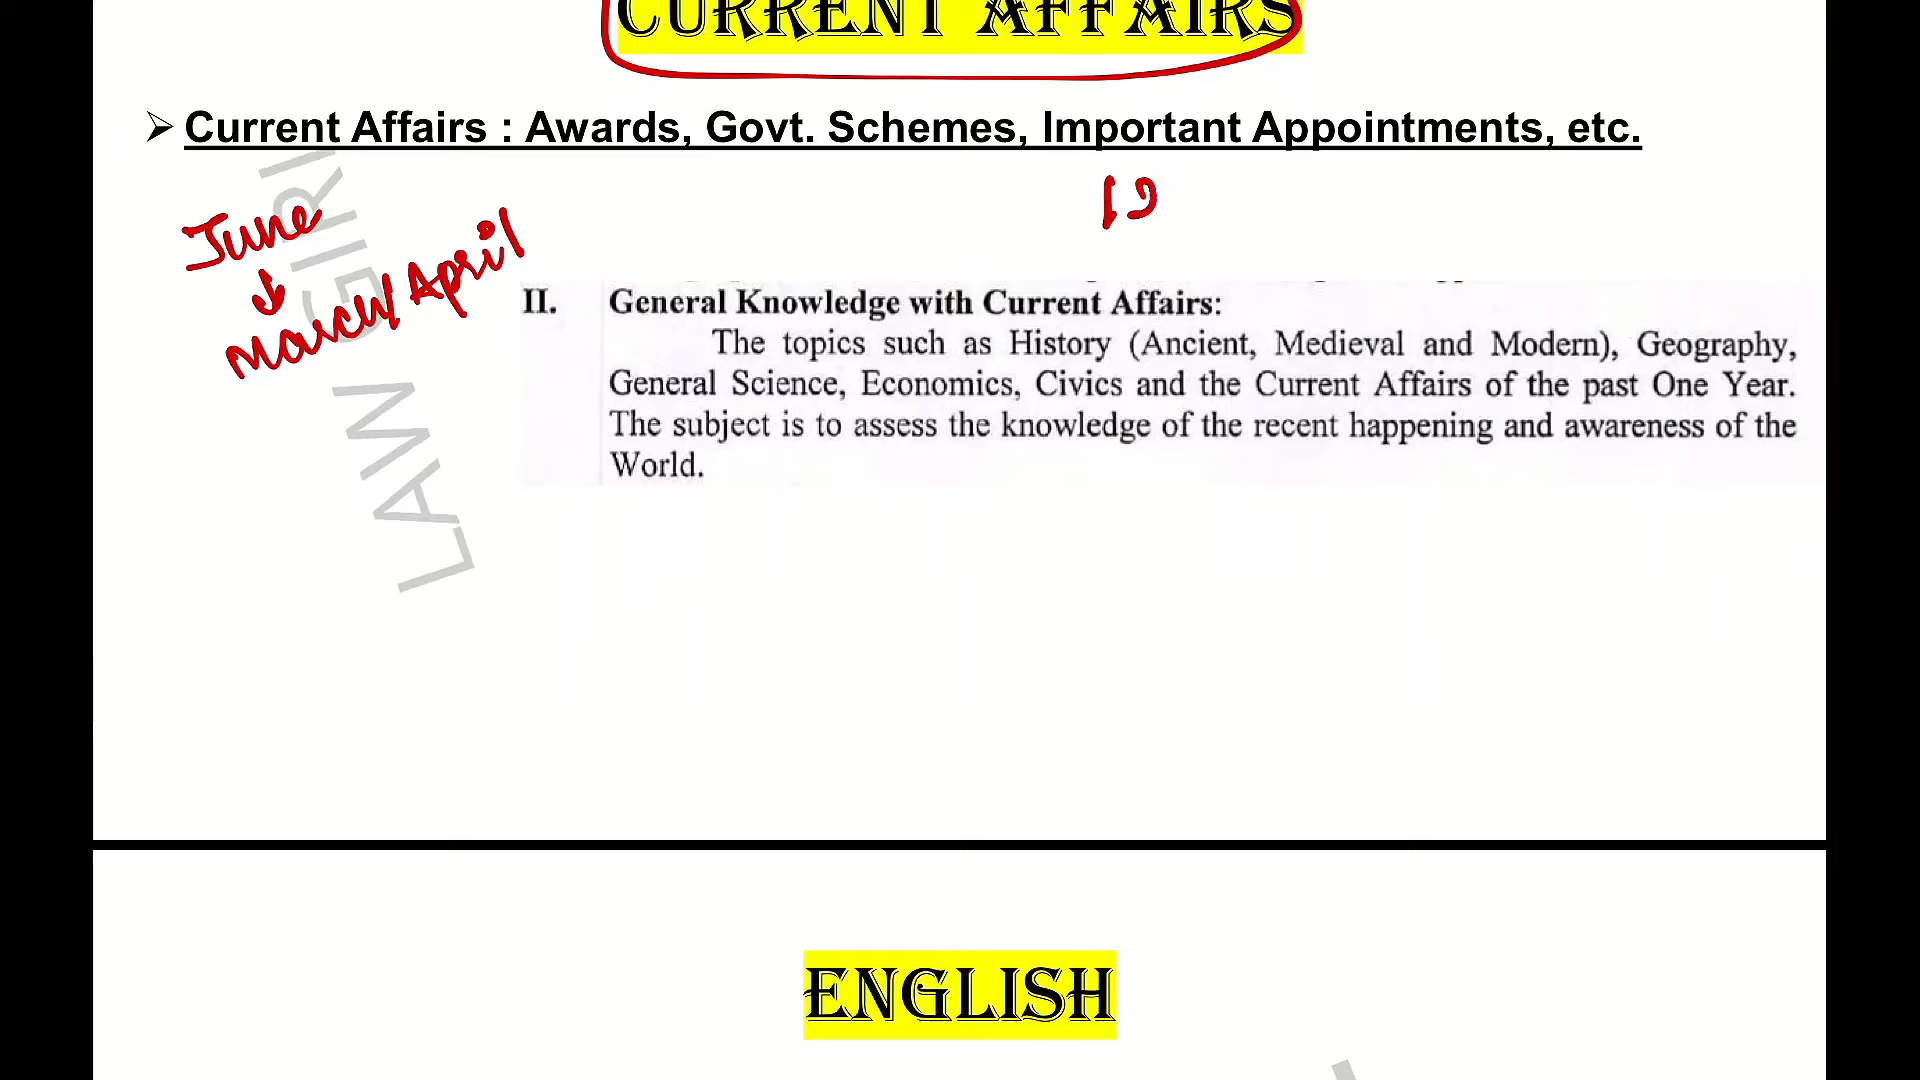 CURRENT AFFAIRS
➢ Current Affairs : Awards, Govt. Schemes, Important Appointments, etc.
June
↓
March/April
II. General Knowledge with Current Affairs:
The topics such as History (Ancient, Medieval and Modern), Geography,
General Science, Economics, Civics and the Current Affairs of the past One Year.
The subject is to assess the knowledge of the recent happening and awareness of the
World.
LAW GIRI
ENGLISH